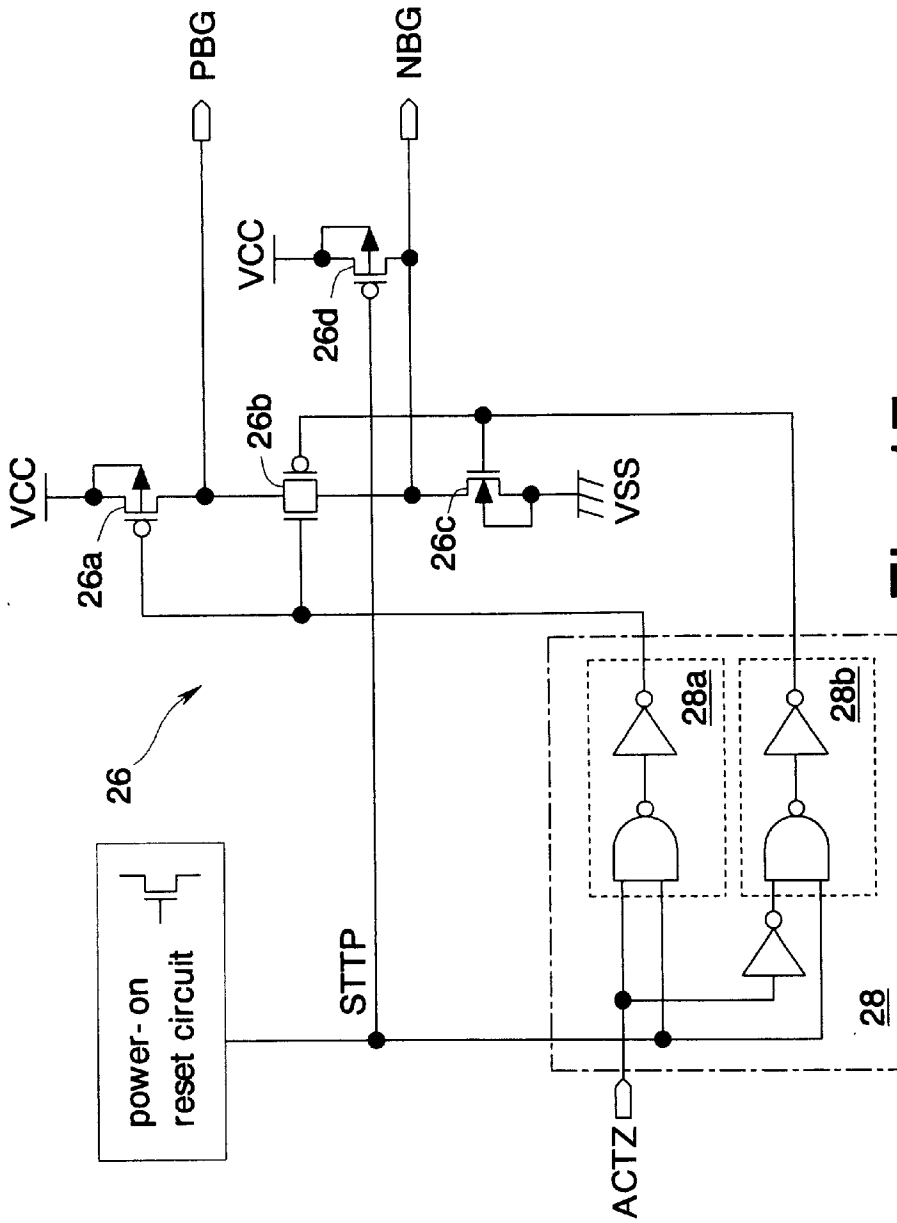 26
power- on
reset circuit
STTP
VCC
26a
PBG
26b
VCC
26d
NBG
26c
VSS
ACTZ
28a
28b
28